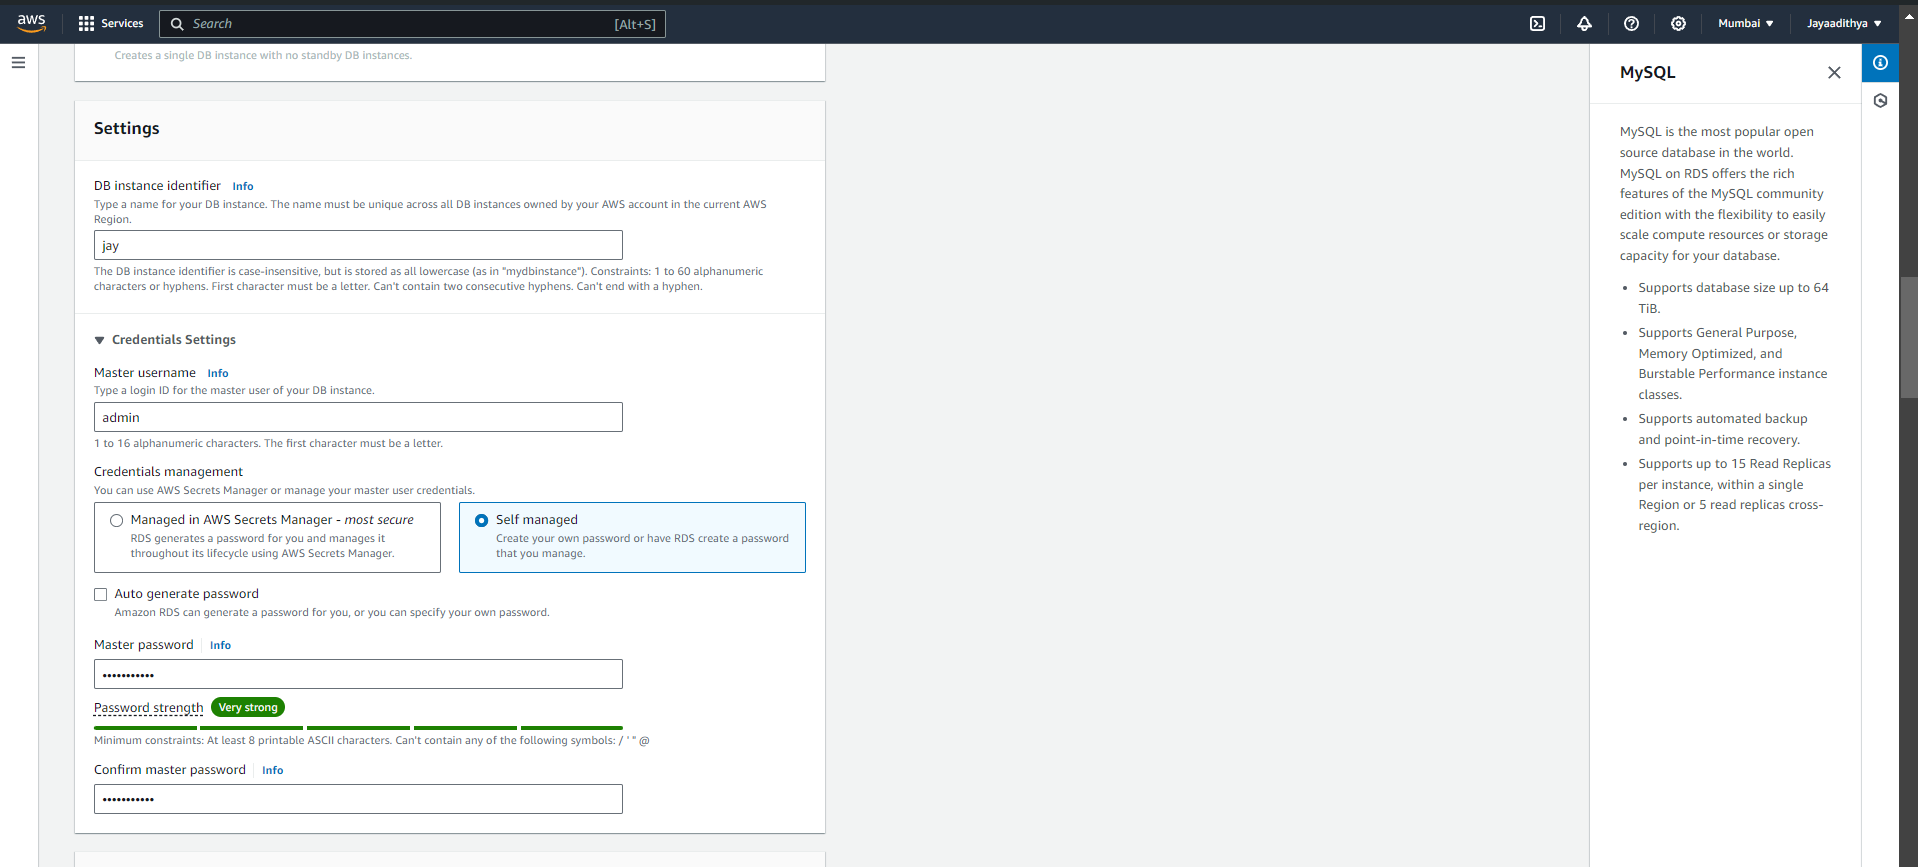 aws
Services
Search
[Alt+S]
Mumbai
Jayaadithya
Creates a single DB instance with no standby DB instances.
Settings
DB instance identifier Info
Type a name for your DB instance. The name must be unique across all DB instances owned by your AWS account in the current AWS
Region.
jay
The DB instance identifier is case-insensitive, but is stored as all lowercase (as in "mydbinstance"). Constraints: 1 to 60 alphanumeric
characters or hyphens. First character must be a letter. Can't contain two consecutive hyphens. Can't end with a hyphen.
Credentials Settings
Master username Info
Type a login ID for the master user of your DB instance.
admin
1 to 16 alphanumeric characters. The first character must be a letter.
Credentials management
You can use AWS Secrets Manager or manage your master user credentials.
Managed in AWS Secrets Manager - most secure
RDS generates a password for you and manages it
throughout its lifecycle using AWS Secrets Manager.
Self managed
Create your own password or have RDS create a password
that you manage.
Auto generate password
Amazon RDS can generate a password for you, or you can specify your own password.
Master password Info
•••••••••••
Password strength Very strong
Minimum constraints: At least 8 printable ASCII characters. Can't contain any of the following symbols: / ' " @
Confirm master password Info
•••••••••••
MySQL
MySQL is the most popular open
source database in the world.
MySQL on RDS offers the rich
features of the MySQL community
edition with the flexibility to easily
scale compute resources or storage
capacity for your database.
• Supports database size up to 64
TiB.
• Supports General Purpose,
Memory Optimized, and
Burstable Performance instance
classes.
• Supports automated backup
and point-in-time recovery.
• Supports up to 15 Read Replicas
per instance, within a single
Region or 5 read replicas cross-
region.